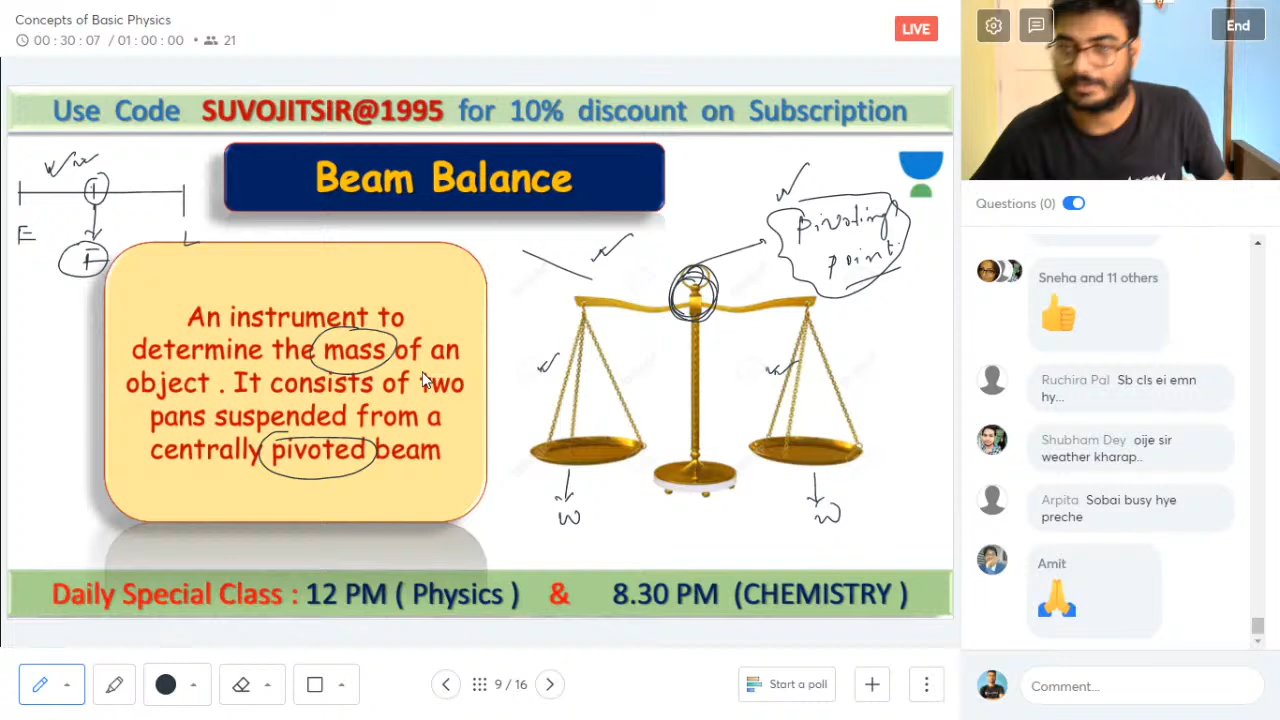 Concepts of Basic Physics
00 : 30 : 07 / 01 : 00 : 00 • 21
LIVE
End
Use Code SUVOJITSIR@1995 for 10% discount on Subscription
Beam Balance
E
L
F
pivoting
point
An instrument to
determine the mass of an
object . It consists of two
pans suspended from a
centrally pivoted beam
W
W
Daily Special Class : 12 PM ( Physics ) & 8.30 PM (CHEMISTRY )
9 / 16
Start a poll
Questions (0)
Sneha and 11 others
Ruchira Pal Sb cls ei emn
hy...
Shubham Dey oije sir
weather kharap..
Arpita Sobai busy hye
preche
Amit
Comment...